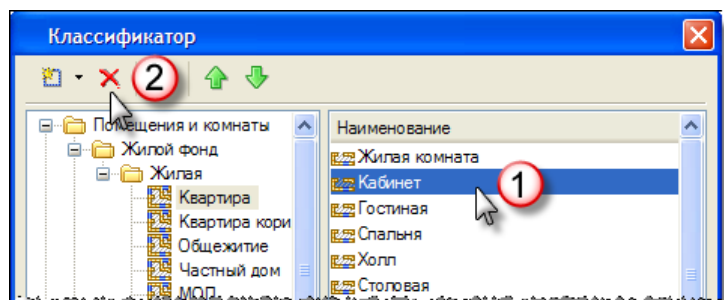 Классификатор
2
Помещения и комнаты
Жилой фонд
Жилая
Квартира
Квартира кори
Общежитие
Частный дом
МОП
Наименование
Жилая комната
Кабинет
1
Гостиная
Спальня
Холл
Столовая